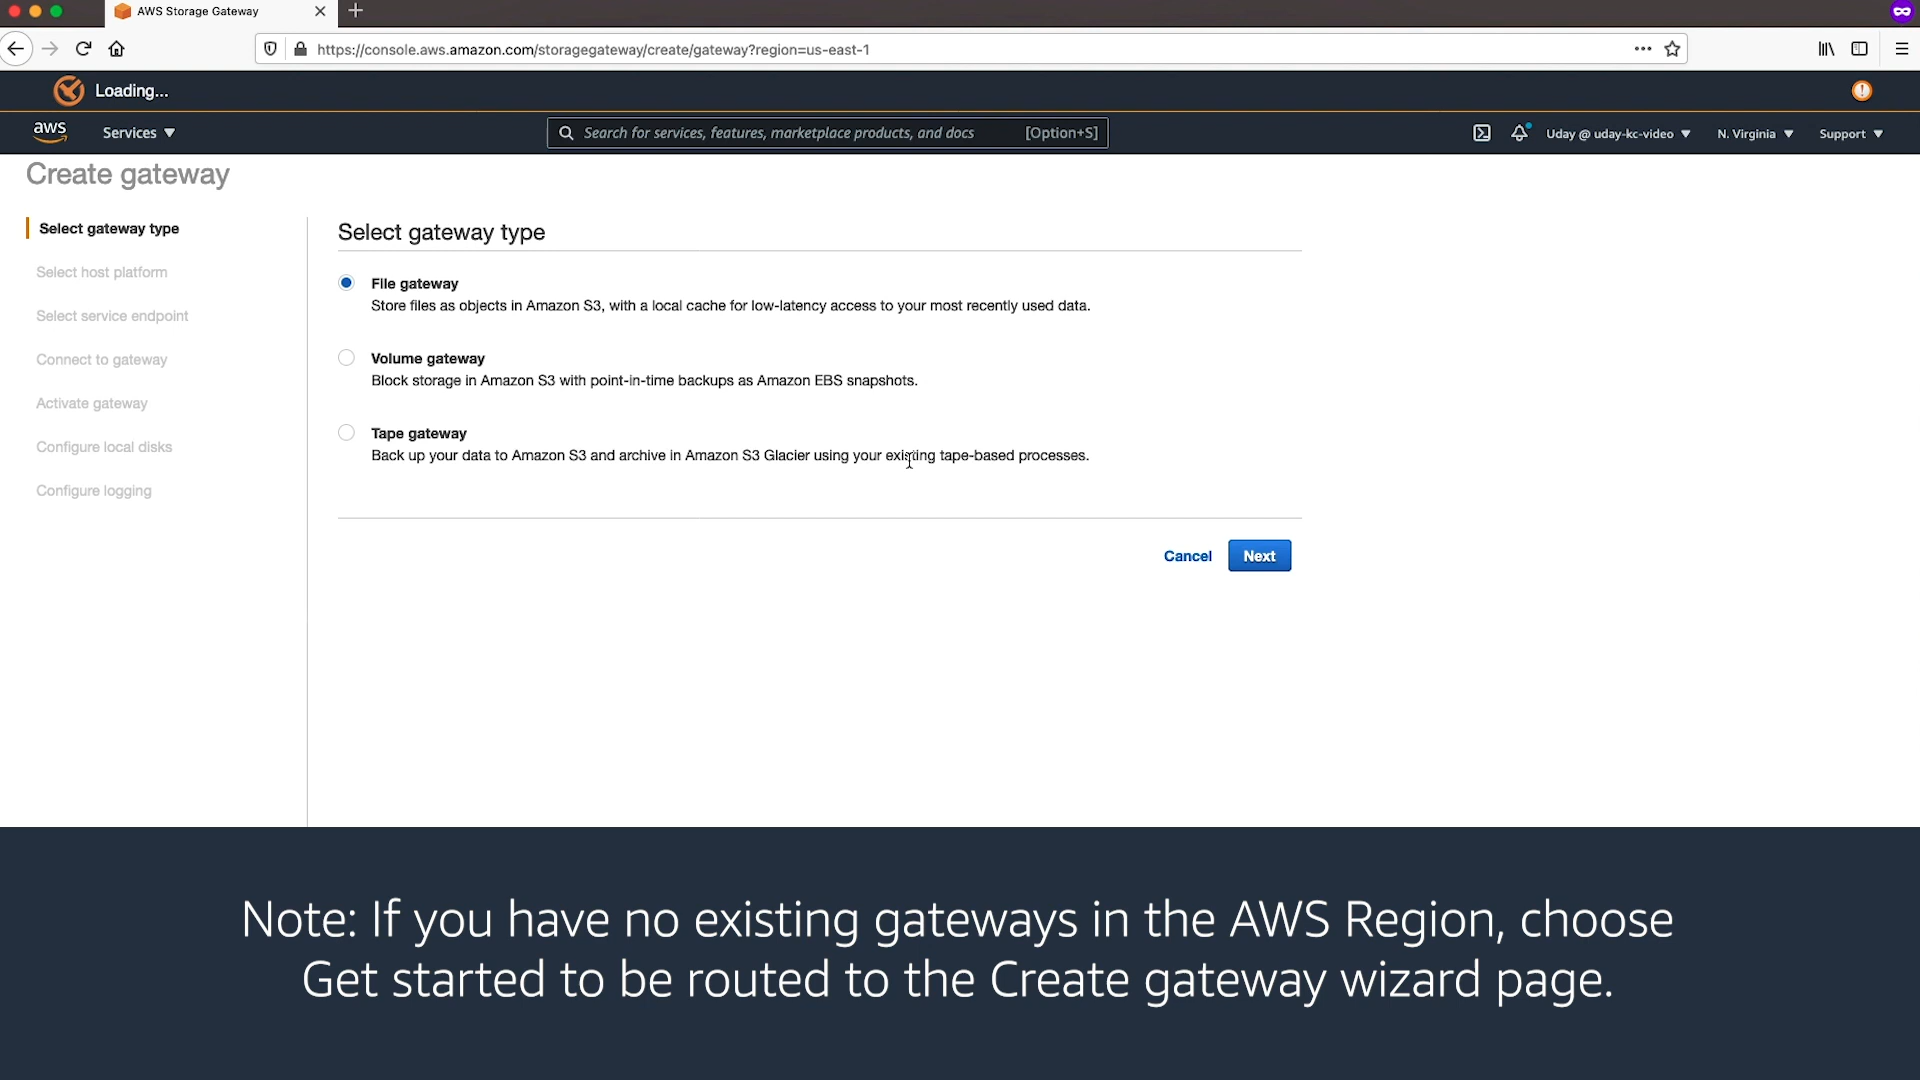 AWS Storage Gateway
https://console.aws.amazon.com/storagegateway/create/gateway?region=us-east-1
Loading...
aws
Services
Search for services, features, marketplace products, and docs
[Option+S]
Uday @ uday-kc-video
N. Virginia
Support
Create gateway
Select gateway type
Select host platform
Select service endpoint
Connect to gateway
Activate gateway
Configure local disks
Configure logging
Select gateway type
File gateway
Store files as objects in Amazon S3, with a local cache for low-latency access to your most recently used data.
Volume gateway
Block storage in Amazon S3 with point-in-time backups as Amazon EBS snapshots.
Tape gateway
Back up your data to Amazon S3 and archive in Amazon S3 Glacier using your existing tape-based processes.
Cancel
Next
Note: If you have no existing gateways in the AWS Region, choose
Get started to be routed to the Create gateway wizard page.